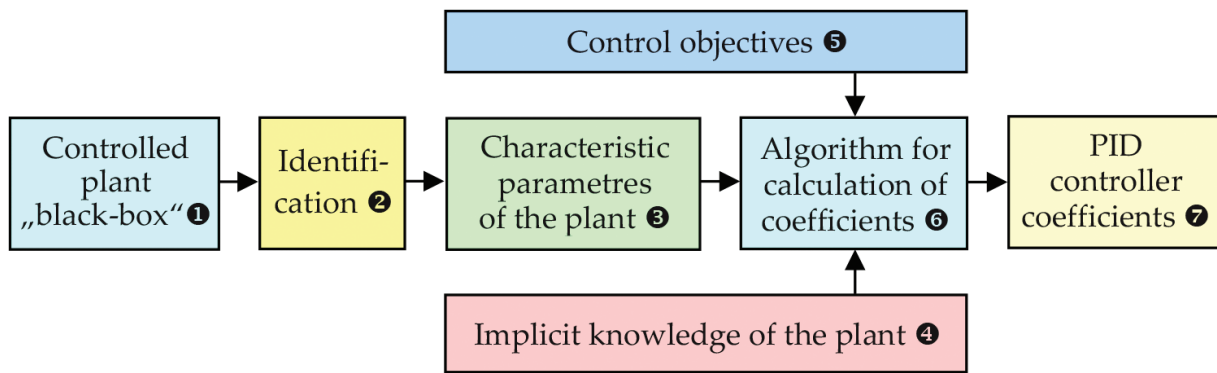 Control objectives ❺
Controlled
plant
„black-box“ ❶
Identifi-
cation ❷
Characteristic
parametres
of the plant ❸
Algorithm for
calculation of
coefficients ❻
PID
controller
coefficients ❼
Implicit knowledge of the plant ❹